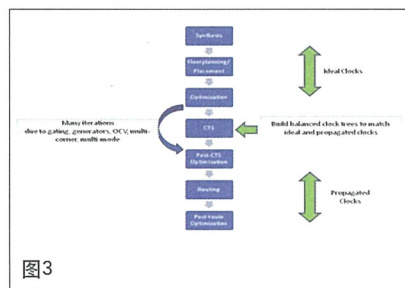 Synthesis
Floorplanning/
Placement
Ideal Clocks
Optimization
Many iterations
due to gating, generators, OCV, multi-
corner, multi-mode
CTS
Build balanced clock trees to match
ideal and propagated clocks
Post-CTS
Optimization
Routing
Propagated
Clocks
Post-route
Optimization
图3